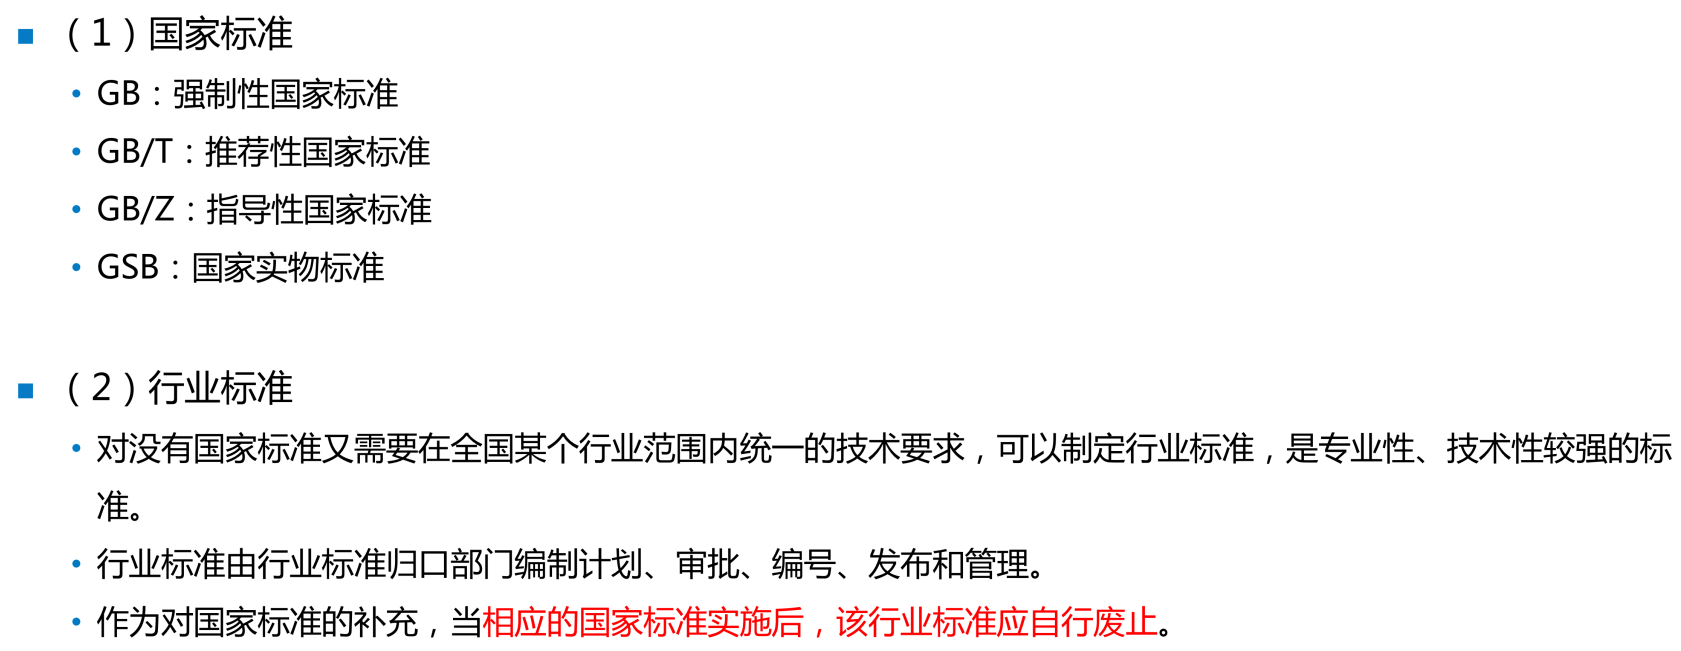 ■ （1）国家标准
• GB：强制性国家标准
• GB/T：推荐性国家标准
• GB/Z：指导性国家标准
• GSB：国家实物标准
■ （2）行业标准
• 对没有国家标准又需要在全国某个行业范围内统一的技术要求，可以制定行业标准，是专业性、技术性较强的标
准。
• 行业标准由行业标准归口部门编制计划、审批、编号、发布和管理。
• 作为对国家标准的补充，当相应的国家标准实施后，该行业标准应自行废止。